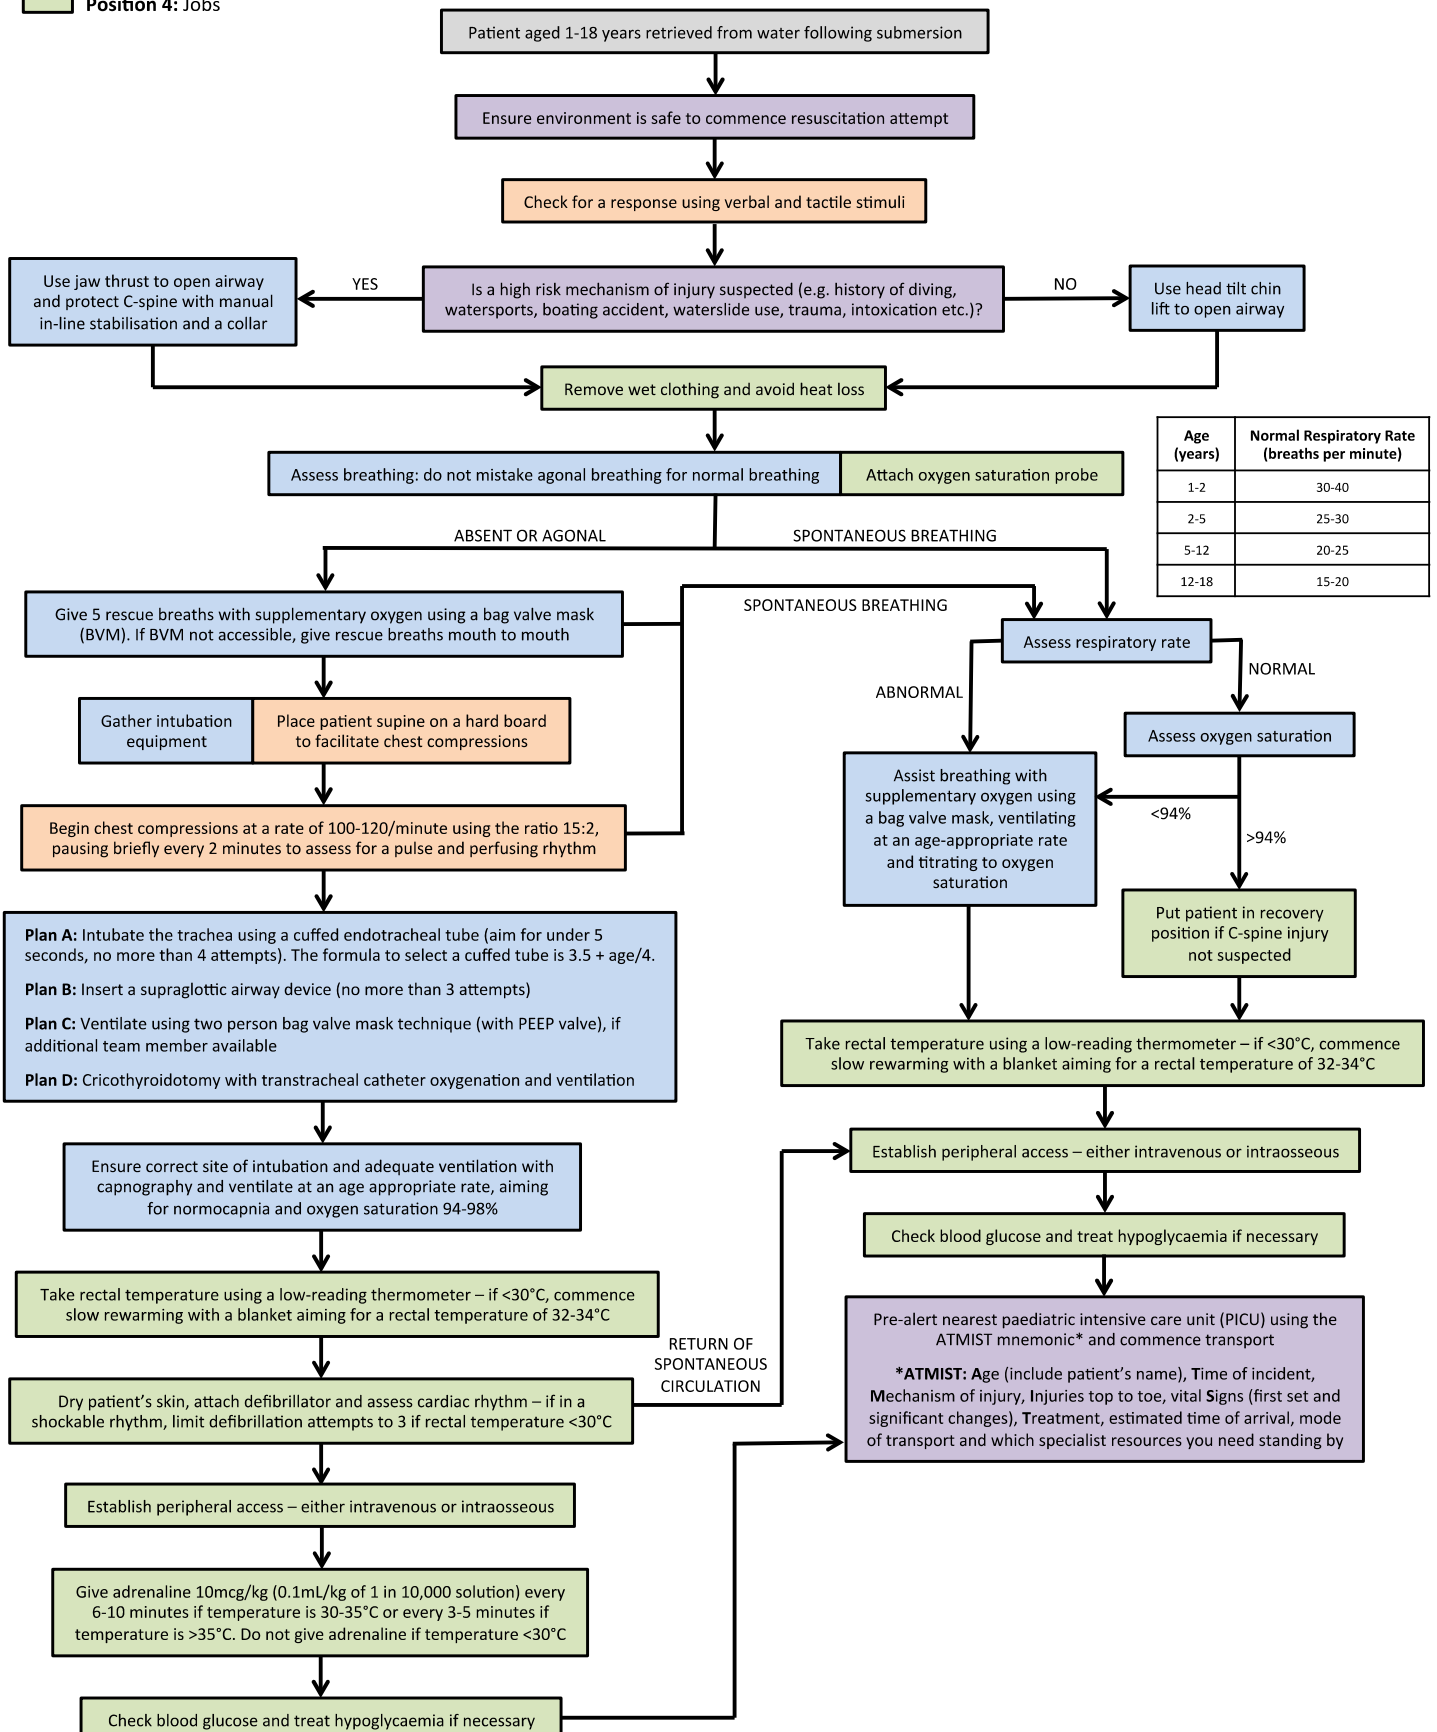 Position 4: Jobs
Patient aged 1-18 years retrieved from water following submersion
Ensure environment is safe to commence resuscitation attempt
Check for a response using verbal and tactile stimuli
Use jaw thrust to open airway
and protect C-spine with manual
in-line stabilisation and a collar
YES
Is a high risk mechanism of injury suspected (e.g. history of diving,
watersports, boating accident, waterslide use, trauma, intoxication etc.)?
NO
Use head tilt chin
lift to open airway
Remove wet clothing and avoid heat loss
Assess breathing: do not mistake agonal breathing for normal breathing
Attach oxygen saturation probe
Age
(years)
Normal Respiratory Rate
(breaths per minute)
1-2 30-40
2-5 25-30
5-12 20-25
12-18 15-20
ABSENT OR AGONAL
SPONTANEOUS BREATHING
Give 5 rescue breaths with supplementary oxygen using a bag valve mask
(BVM). If BVM not accessible, give rescue breaths mouth to mouth
SPONTANEOUS BREATHING
Gather intubation
equipment
Place patient supine on a hard board
to facilitate chest compressions
Begin chest compressions at a rate of 100-120/minute using the ratio 15:2,
pausing briefly every 2 minutes to assess for a pulse and perfusing rhythm
Plan A: Intubate the trachea using a cuffed endotracheal tube (aim for under 5
seconds, no more than 4 attempts). The formula to select a cuffed tube is 3.5 + age/4.
Plan B: Insert a supraglottic airway device (no more than 3 attempts)
Plan C: Ventilate using two person bag valve mask technique (with PEEP valve), if
additional team member available
Plan D: Cricothyroidotomy with transtracheal catheter oxygenation and ventilation
Ensure correct site of intubation and adequate ventilation with
capnography and ventilate at an age appropriate rate, aiming
for normocapnia and oxygen saturation 94-98%
Take rectal temperature using a low-reading thermometer – if <30°C, commence
slow rewarming with a blanket aiming for a rectal temperature of 32-34°C
Dry patient's skin, attach defibrillator and assess cardiac rhythm – if in a
shockable rhythm, limit defibrillation attempts to 3 if rectal temperature <30°C
RETURN OF
SPONTANEOUS
CIRCULATION
Establish peripheral access – either intravenous or intraosseous
Give adrenaline 10mcg/kg (0.1mL/kg of 1 in 10,000 solution) every
6-10 minutes if temperature is 30-35°C or every 3-5 minutes if
temperature is >35°C. Do not give adrenaline if temperature <30°C
Check blood glucose and treat hypoglycaemia if necessary
Assess respiratory rate
ABNORMAL
NORMAL
Assess oxygen saturation
Assist breathing with
supplementary oxygen using
a bag valve mask, ventilating
at an age-appropriate rate
and titrating to oxygen
saturation
<94%
>94%
Put patient in recovery
position if C-spine injury
not suspected
Take rectal temperature using a low-reading thermometer – if <30°C, commence
slow rewarming with a blanket aiming for a rectal temperature of 32-34°C
Establish peripheral access – either intravenous or intraosseous
Check blood glucose and treat hypoglycaemia if necessary
Pre-alert nearest paediatric intensive care unit (PICU) using the
ATMIST mnemonic* and commence transport
*ATMIST: Age (include patient's name), Time of incident,
Mechanism of injury, Injuries top to toe, vital Signs (first set and
significant changes), Treatment, estimated time of arrival, mode
of transport and which specialist resources you need standing by